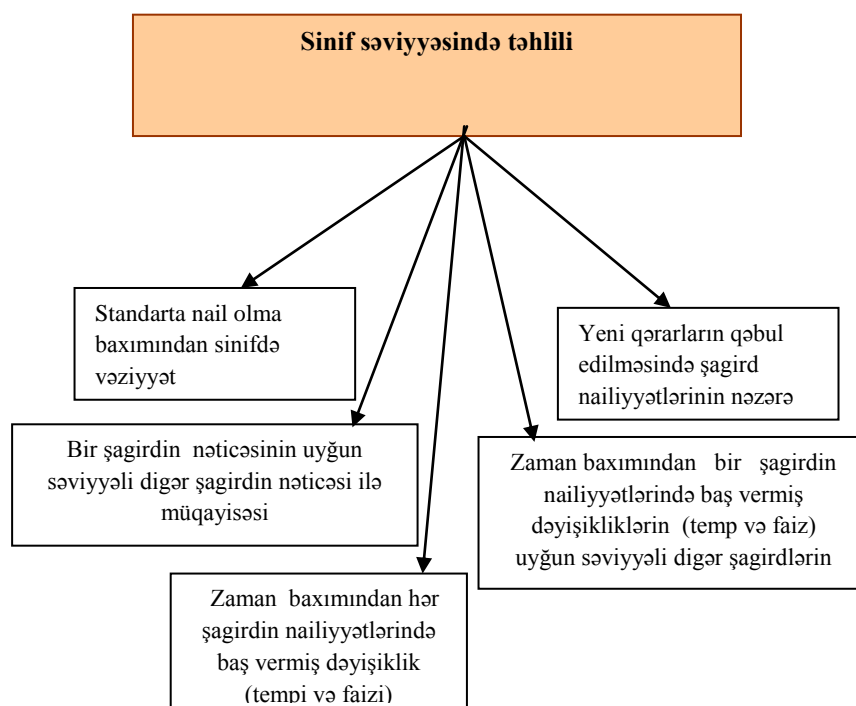 Sinif səviyyəsində təhlili
Standarta nail olma
baxımından sinifdə
vəziyyət
Yeni qərarların qəbul
edilməsində şagird
nailiyyətlərinin nəzərə
Bir şagirdin nəticəsinin uyğun
səviyyəli digər şagirdin nəticəsi ilə
müqayisəsi
Zaman baxımından bir şagirdin
nailiyyətlərində baş vermiş
dəyişikliklərin (temp və faiz)
uyğun səviyyəli digər şagirdlərin
Zaman baxımından hər
şagirdin nailiyyətlərində
baş vermiş dəyişiklik
(tempi və faizi)